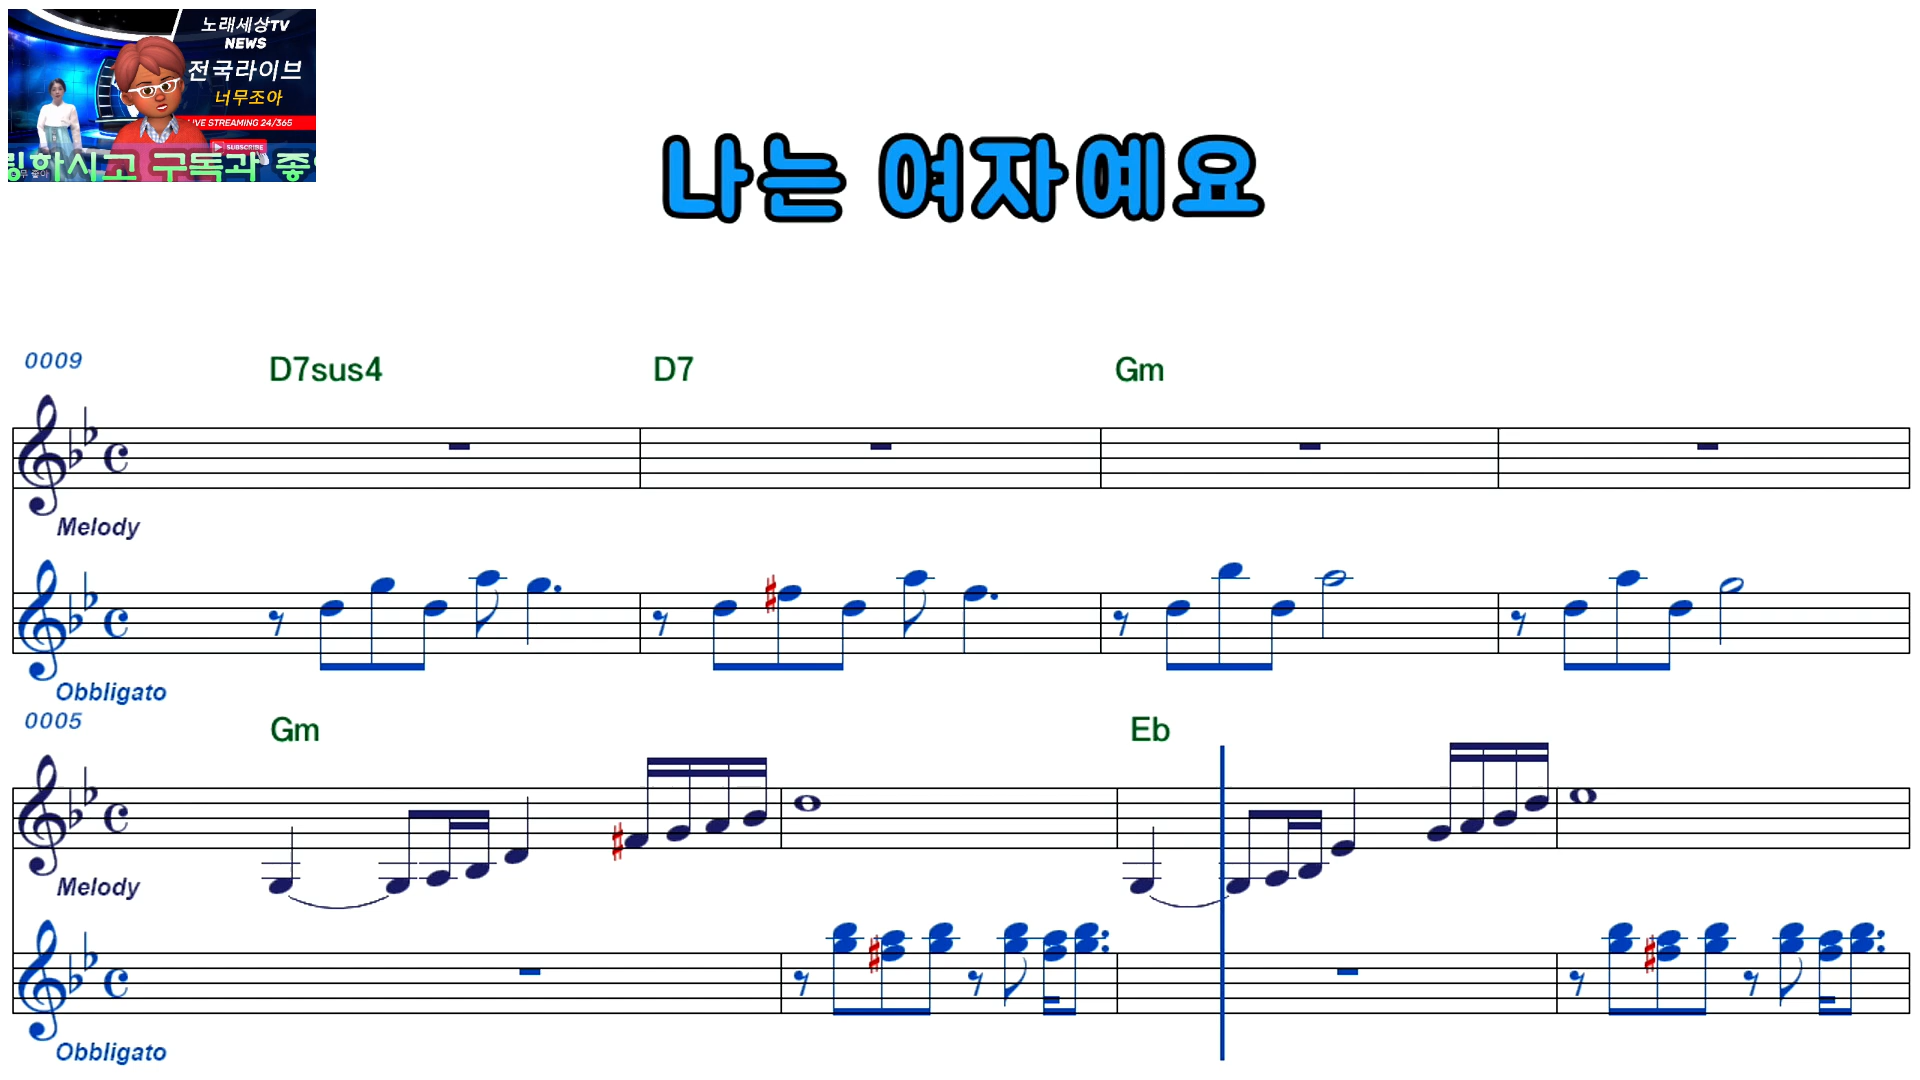 노래세상TV
NEWS
전국라이브
너무조아
LIVE STREAMING 24/365
SUBSCRIBE
구독과
나는 여자예요
0009
D7sus4 D7 Gm
Melody
Obbligato
0005
Gm Eb
Melody
Obbligato